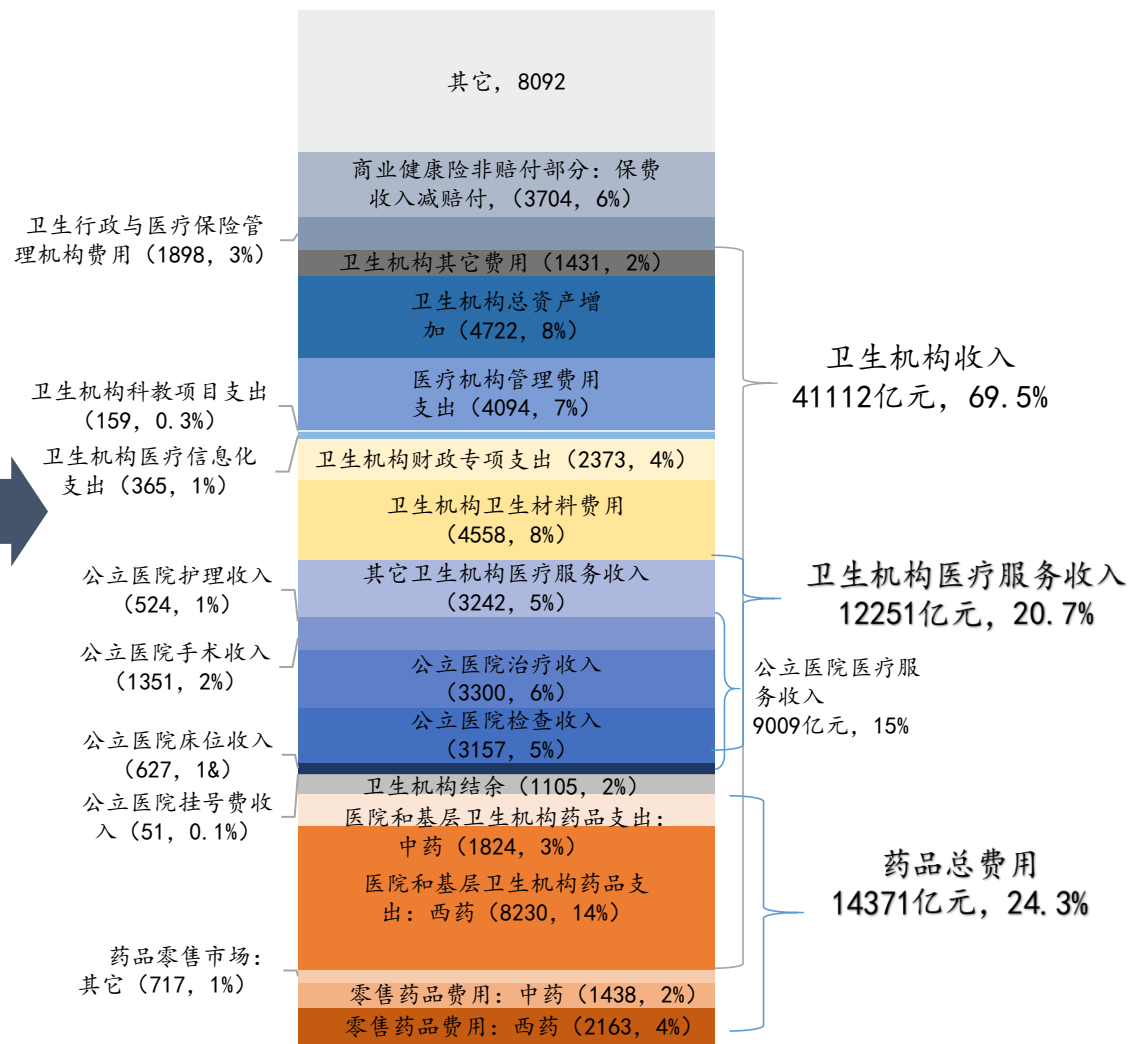 其它, 8092
商业健康险非赔付部分: 保费
收入减赔付, (3704, 6%)
卫生行政与医疗保险管
理机构费用 (1898, 3%)
卫生机构其它费用 (1431, 2%)
卫生机构总资产增
加 (4722, 8%)
医疗机构管理费用
支出 (4094, 7%)
卫生机构科教项目支出
(159, 0.3%)
卫生机构医疗信息化
支出 (365, 1%)
卫生机构财政专项支出 (2373, 4%)
卫生机构卫生材料费用
(4558, 8%)
其它卫生机构医疗服务收入
(3242, 5%)
公立医院护理收入
(524, 1%)
公立医院手术收入
(1351, 2%)
公立医院治疗收入
(3300, 6%)
公立医院检查收入
(3157, 5%)
公立医院床位收入
(627, 1&)
公立医院挂号费收
入 (51, 0.1%)
卫生机构结余 (1105, 2%)
医院和基层卫生机构药品支出:
中药 (1824, 3%)
医院和基层卫生机构药品支
出: 西药 (8230, 14%)
药品零售市场:
其它 (717, 1%)
零售药品费用: 中药 (1438, 2%)
零售药品费用: 西药 (2163, 4%)
卫生机构收入
41112亿元, 69.5%
卫生机构医疗服务收入
12251亿元, 20.7%
公立医院医疗服
务收入
9009亿元, 15%
药品总费用
14371亿元, 24.3%